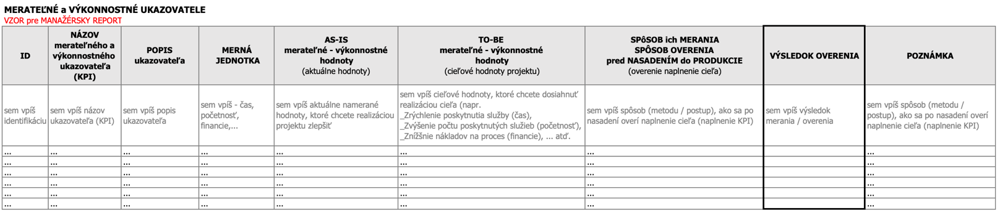 MERATEĽNÉ a VÝKONNOSTNÉ UKAZOVATELE
VZOR pre MANAŽÉRSKY REPORT
ID
NÁZOV
merateľného a
výkonnostného
ukazovateľa
(KPI)
POPIS
ukazovateľa
MERNÁ
JEDNOTKA
AS-IS
merateľné - výkonnostné
hodnoty
(aktuálne hodnoty)
TO-BE
merateľné - výkonnostné
hodnoty
(cieľové hodnoty projektu)
SPôSOB ich MERANIA
SPÔSOB OVERENIA
pred NASADENÍM do PRODUKCIE
(overenie naplnenie cieľa)
VÝSLEDOK OVERENIA
POZNÁMKA
sem vpíš
identifikáciu
sem vpíš názov
ukazovateľa (KPI)
sem vpíš popis
ukazovateľa
sem vpíš - čas,
početnosť,
financie,...
sem vpíš aktuálne namerané
hodnoty, ktoré chcete realizáciou
projektu zlepšiť
sem vpíš cieľové hodnoty, ktoré chcete dosiahnuť
realizáciou cieľa (napr.
_Zrýchlenie poskytnutia služby (čas),
_Zvýšenie počtu poskytnutých služieb (početnosť),
_Znížšnie nákladov na proces (financie), ... atď.
sem vpíš spôsob (metodu / postup), ako sa po
nasadení overí naplnenie cieľa (naplnenie KPI)
sem vpíš výsledok
merania / overenia
sem vpíš spôsob (metodu /
postup), ako sa po nasadení overí
naplnenie cieľa (naplnenie KPI)
... ... ... ... ... ... ... ...
... ... ... ... ... ... ... ...
... ... ... ... ... ... ... ...
... ... ... ... ... ... ... ...
... ... ... ... ... ... ... ...
... ... ... ... ... ... ... ...